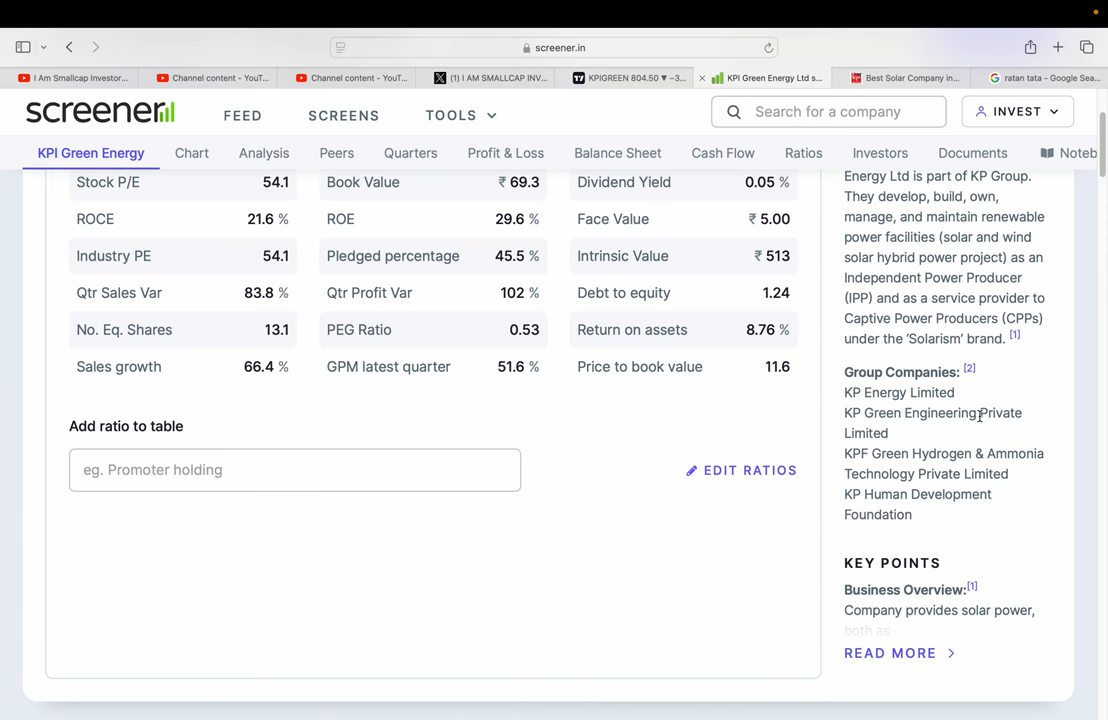 screener.in
I Am Smallcap Investor...
Channel content - YouT...
Channel content - YouT...
(1) I AM SMALLCAP INV...
KPIGREEN 804.50 ▼ −3...
KPI Green Energy Ltd s...
Best Solar Company in...
ratan tata - Google Sea...
screener
FEED
SCREENS
TOOLS
Search for a company
INVEST
KPI Green Energy
Chart
Analysis
Peers
Quarters
Profit & Loss
Balance Sheet
Cash Flow
Ratios
Investors
Documents
Noteb
Stock P/E 54.1
Book Value ₹ 69.3
Dividend Yield 0.05 %
ROCE 21.6 %
ROE 29.6 %
Face Value ₹ 5.00
Industry PE 54.1
Pledged percentage 45.5 %
Intrinsic Value ₹ 513
Qtr Sales Var 83.8 %
Qtr Profit Var 102 %
Debt to equity 1.24
No. Eq. Shares 13.1
PEG Ratio 0.53
Return on assets 8.76 %
Sales growth 66.4 %
GPM latest quarter 51.6 %
Price to book value 11.6
Add ratio to table
eg. Promoter holding
EDIT RATIOS
Energy Ltd is part of KP Group.
They develop, build, own,
manage, and maintain renewable
power facilities (solar and wind
solar hybrid power project) as an
Independent Power Producer
(IPP) and as a service provider to
Captive Power Producers (CPPs)
under the ‘Solarism’ brand. [1]
Group Companies: [2]
KP Energy Limited
KP Green Engineering Private
Limited
KPF Green Hydrogen & Ammonia
Technology Private Limited
KP Human Development
Foundation
KEY POINTS
Business Overview:[1]
Company provides solar power,
both as
READ MORE